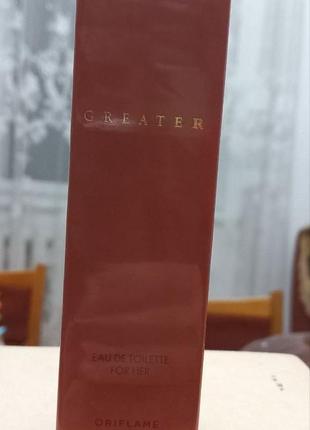 GREATER
EAU DE TOILETTE
FOR HER
ORIFLAME